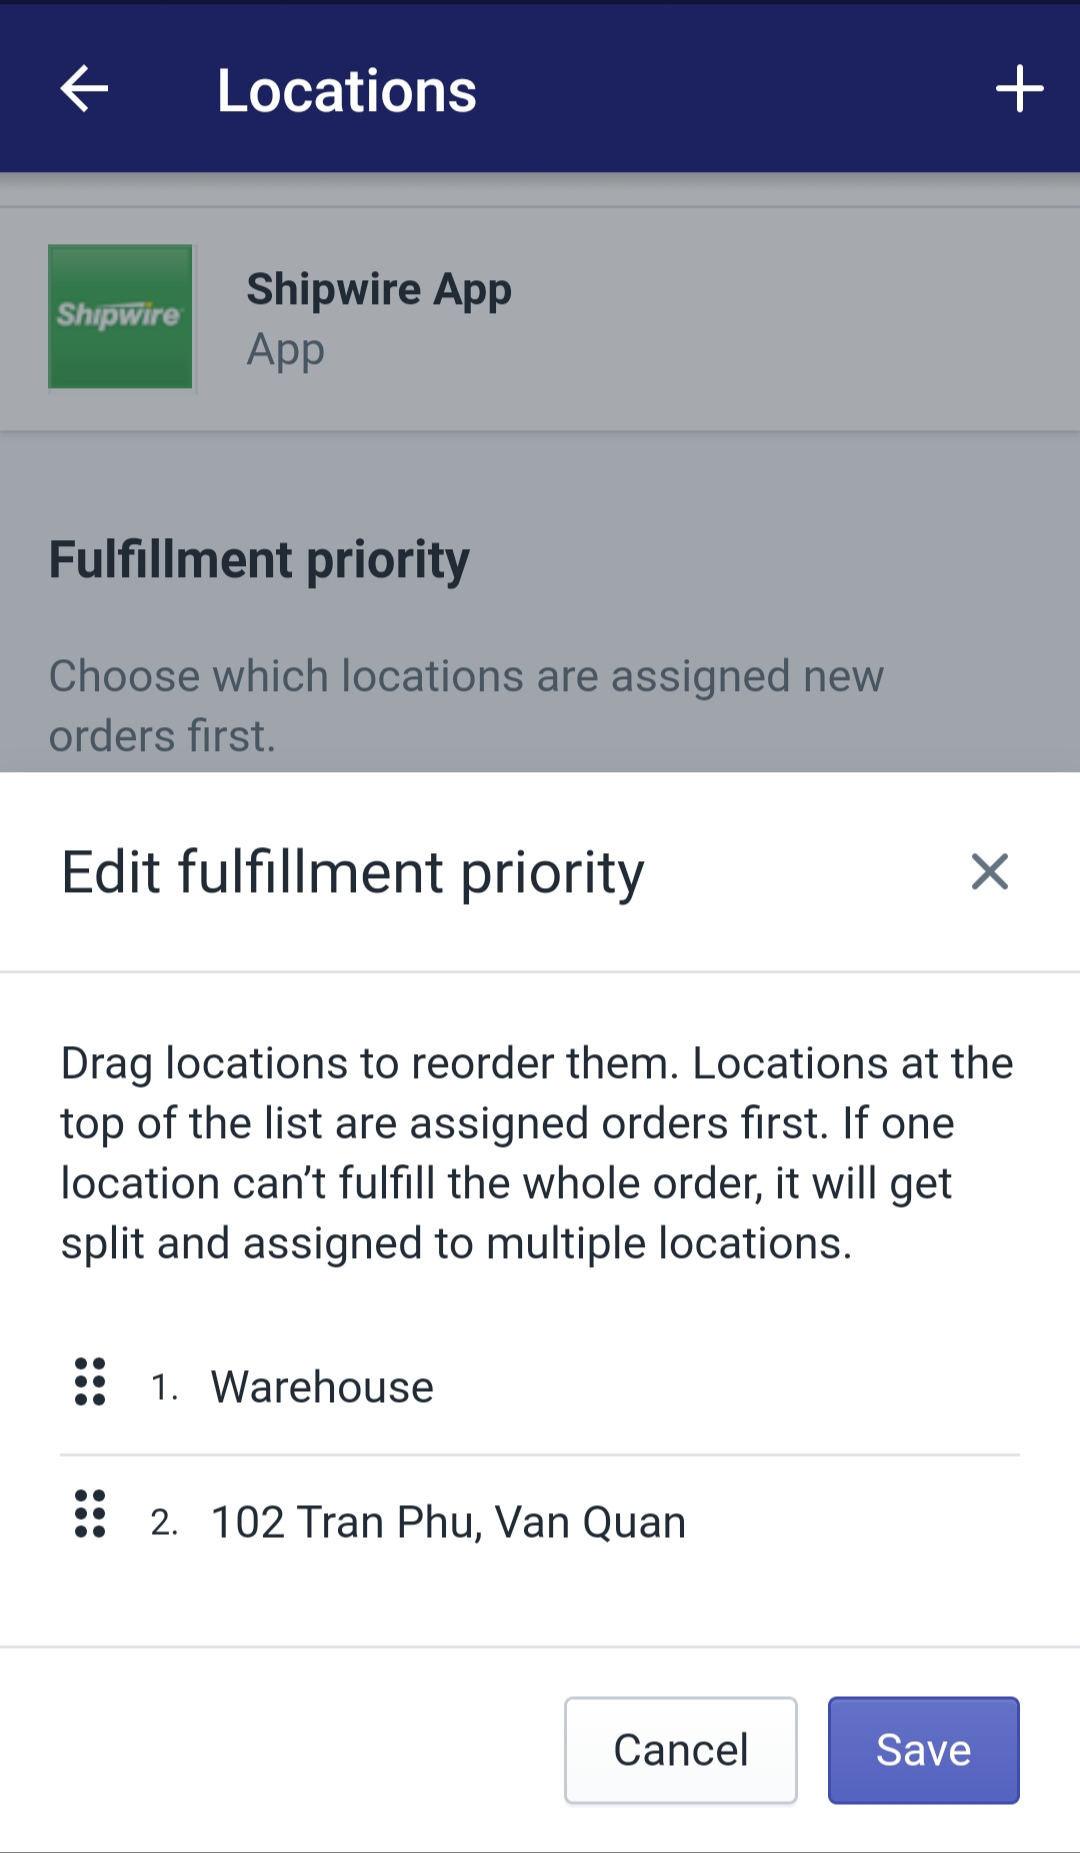 Locations
Shipwire
Shipwire App
App
Fulfillment priority
Choose which locations are assigned new
orders first.
Edit fulfillment priority
Drag locations to reorder them. Locations at the
top of the list are assigned orders first. If one
location can’t fulfill the whole order, it will get
split and assigned to multiple locations.
1. Warehouse
2. 102 Tran Phu, Van Quan
Cancel Save